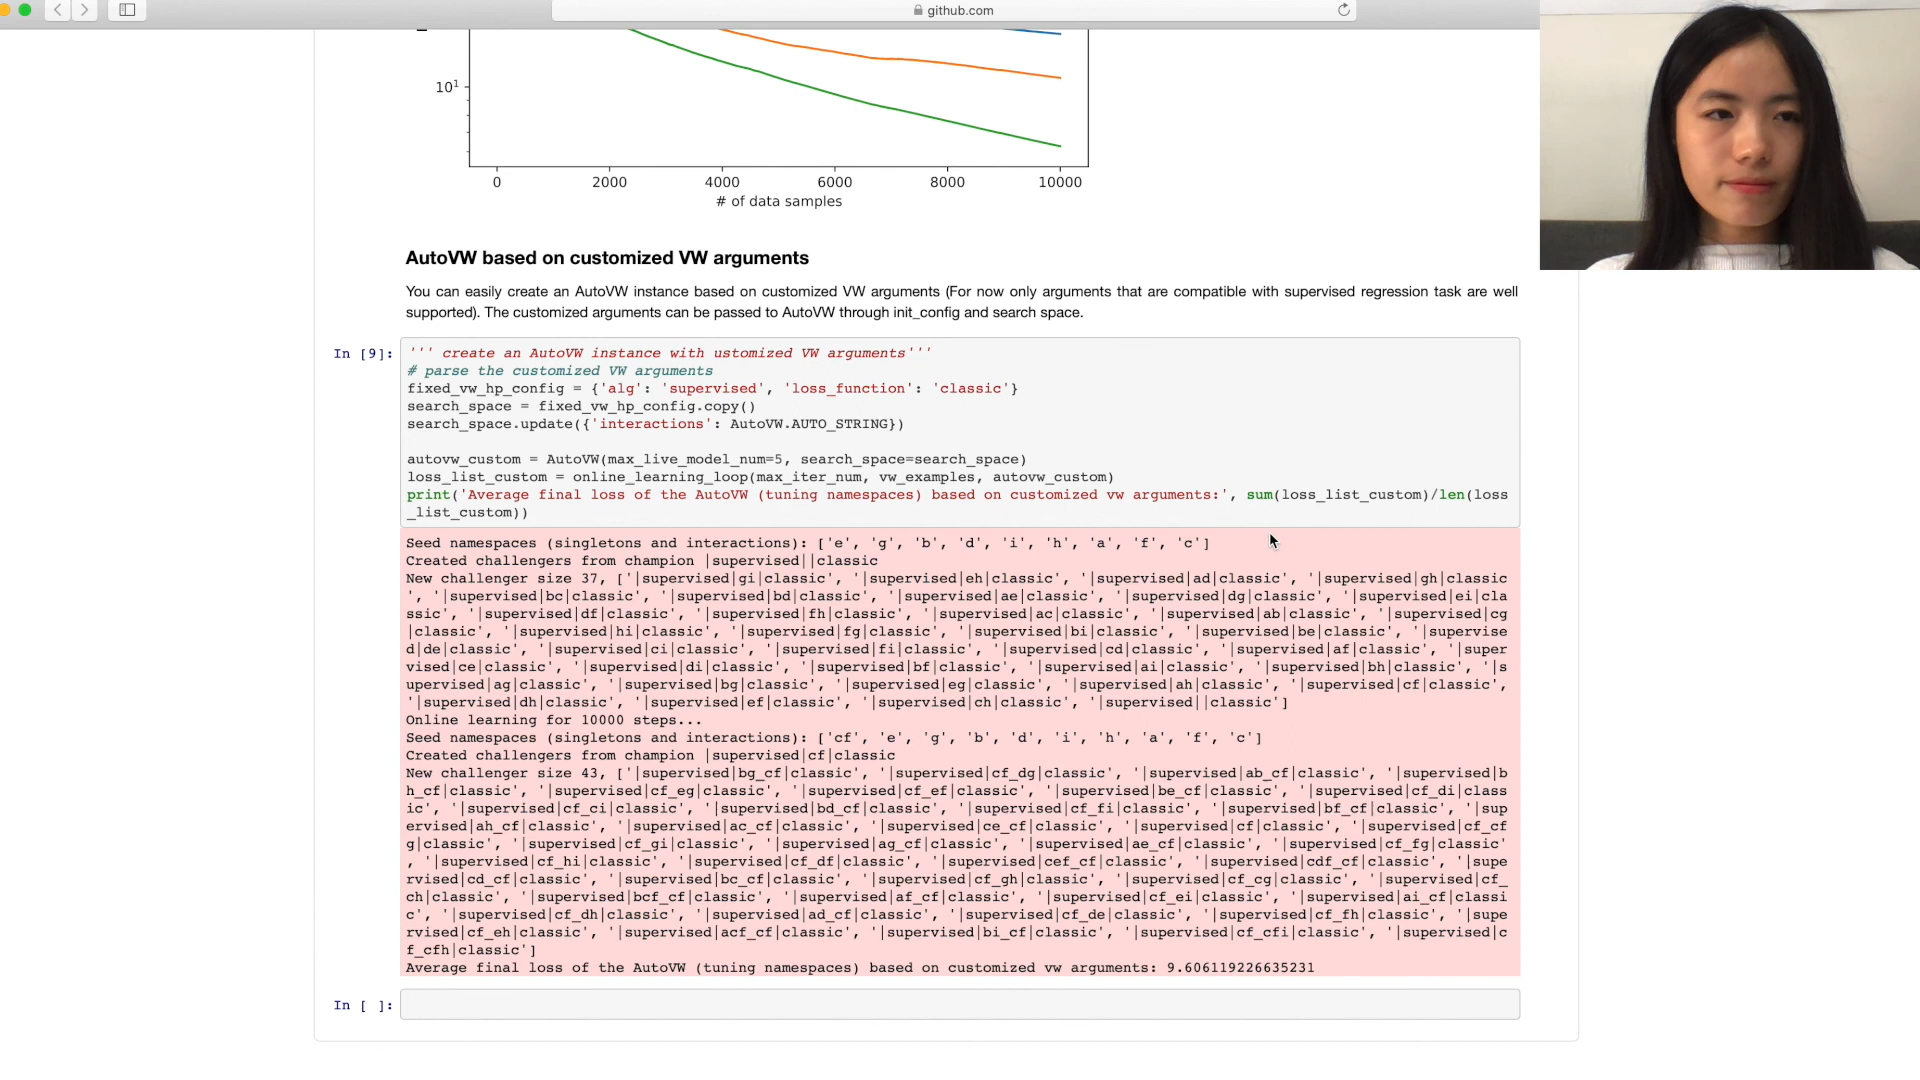 github.com
10¹
0 2000 4000 6000 8000 10000
# of data samples
AutoVW based on customized VW arguments
You can easily create an AutoVW instance based on customized VW arguments (For now only arguments that are compatible with supervised regression task are well
supported). The customized arguments can be passed to AutoVW through init_config and search space.
In [9]:
''' create an AutoVW instance with ustomized VW arguments'''
# parse the customized VW arguments
fixed_vw_hp_config = {'alg': 'supervised', 'loss_function': 'classic'}
search_space = fixed_vw_hp_config.copy()
search_space.update({'interactions': AutoVW.AUTO_STRING})
autovw_custom = AutoVW(max_live_model_num=5, search_space=search_space)
loss_list_custom = online_learning_loop(max_iter_num, vw_examples, autovw_custom)
print('Average final loss of the AutoVW (tuning namespaces) based on customized vw arguments:', sum(loss_list_custom)/len(loss
_list_custom))
Seed namespaces (singletons and interactions): ['e', 'g', 'b', 'd', 'i', 'h', 'a', 'f', 'c']
Created challengers from champion |supervised||classic
New challenger size 37, ['|supervised|gi|classic', '|supervised|eh|classic', '|supervised|ad|classic', '|supervised|gh|classic
', '|supervised|bc|classic', '|supervised|bd|classic', '|supervised|ae|classic', '|supervised|dg|classic', '|supervised|ei|cla
ssic', '|supervised|df|classic', '|supervised|fh|classic', '|supervised|ac|classic', '|supervised|ab|classic', '|supervised|cg
|classic', '|supervised|hi|classic', '|supervised|fg|classic', '|supervised|bi|classic', '|supervised|be|classic', '|supervise
d|de|classic', '|supervised|ci|classic', '|supervised|fi|classic', '|supervised|cd|classic', '|supervised|af|classic', '|super
vised|ce|classic', '|supervised|di|classic', '|supervised|bf|classic', '|supervised|ai|classic', '|supervised|bh|classic', '|s
upervised|ag|classic', '|supervised|bg|classic', '|supervised|eg|classic', '|supervised|ah|classic', '|supervised|cf|classic',
'|supervised|dh|classic', '|supervised|ef|classic', '|supervised|ch|classic', '|supervised||classic']
Online learning for 10000 steps...
Seed namespaces (singletons and interactions): ['cf', 'e', 'g', 'b', 'd', 'i', 'h', 'a', 'f', 'c']
Created challengers from champion |supervised|cf|classic
New challenger size 43, ['|supervised|bg_cf|classic', '|supervised|cf_dg|classic', '|supervised|ab_cf|classic', '|supervised|b
h_cf|classic', '|supervised|cf_eg|classic', '|supervised|cf_ef|classic', '|supervised|be_cf|classic', '|supervised|cf_di|class
ic', '|supervised|cf_ci|classic', '|supervised|bd_cf|classic', '|supervised|cf_fi|classic', '|supervised|bf_cf|classic', '|sup
ervised|ah_cf|classic', '|supervised|ac_cf|classic', '|supervised|ce_cf|classic', '|supervised|cf|classic', '|supervised|cf_cf
g|classic', '|supervised|cf_gi|classic', '|supervised|ag_cf|classic', '|supervised|ae_cf|classic', '|supervised|cf_fg|classic'
, '|supervised|cf_hi|classic', '|supervised|cf_df|classic', '|supervised|cef_cf|classic', '|supervised|cdf_cf|classic', '|supe
rvised|cd_cf|classic', '|supervised|bc_cf|classic', '|supervised|cf_gh|classic', '|supervised|cf_cg|classic', '|supervised|cf_
ch|classic', '|supervised|bcf_cf|classic', '|supervised|af_cf|classic', '|supervised|cf_ei|classic', '|supervised|ai_cf|classi
c', '|supervised|cf_dh|classic', '|supervised|ad_cf|classic', '|supervised|cf_de|classic', '|supervised|cf_fh|classic', '|supe
rvised|cf_eh|classic', '|supervised|acf_cf|classic', '|supervised|bi_cf|classic', '|supervised|cf_cfi|classic', '|supervised|c
f_cfh|classic']
Average final loss of the AutoVW (tuning namespaces) based on customized vw arguments: 9.606119226635231
In [ ]: